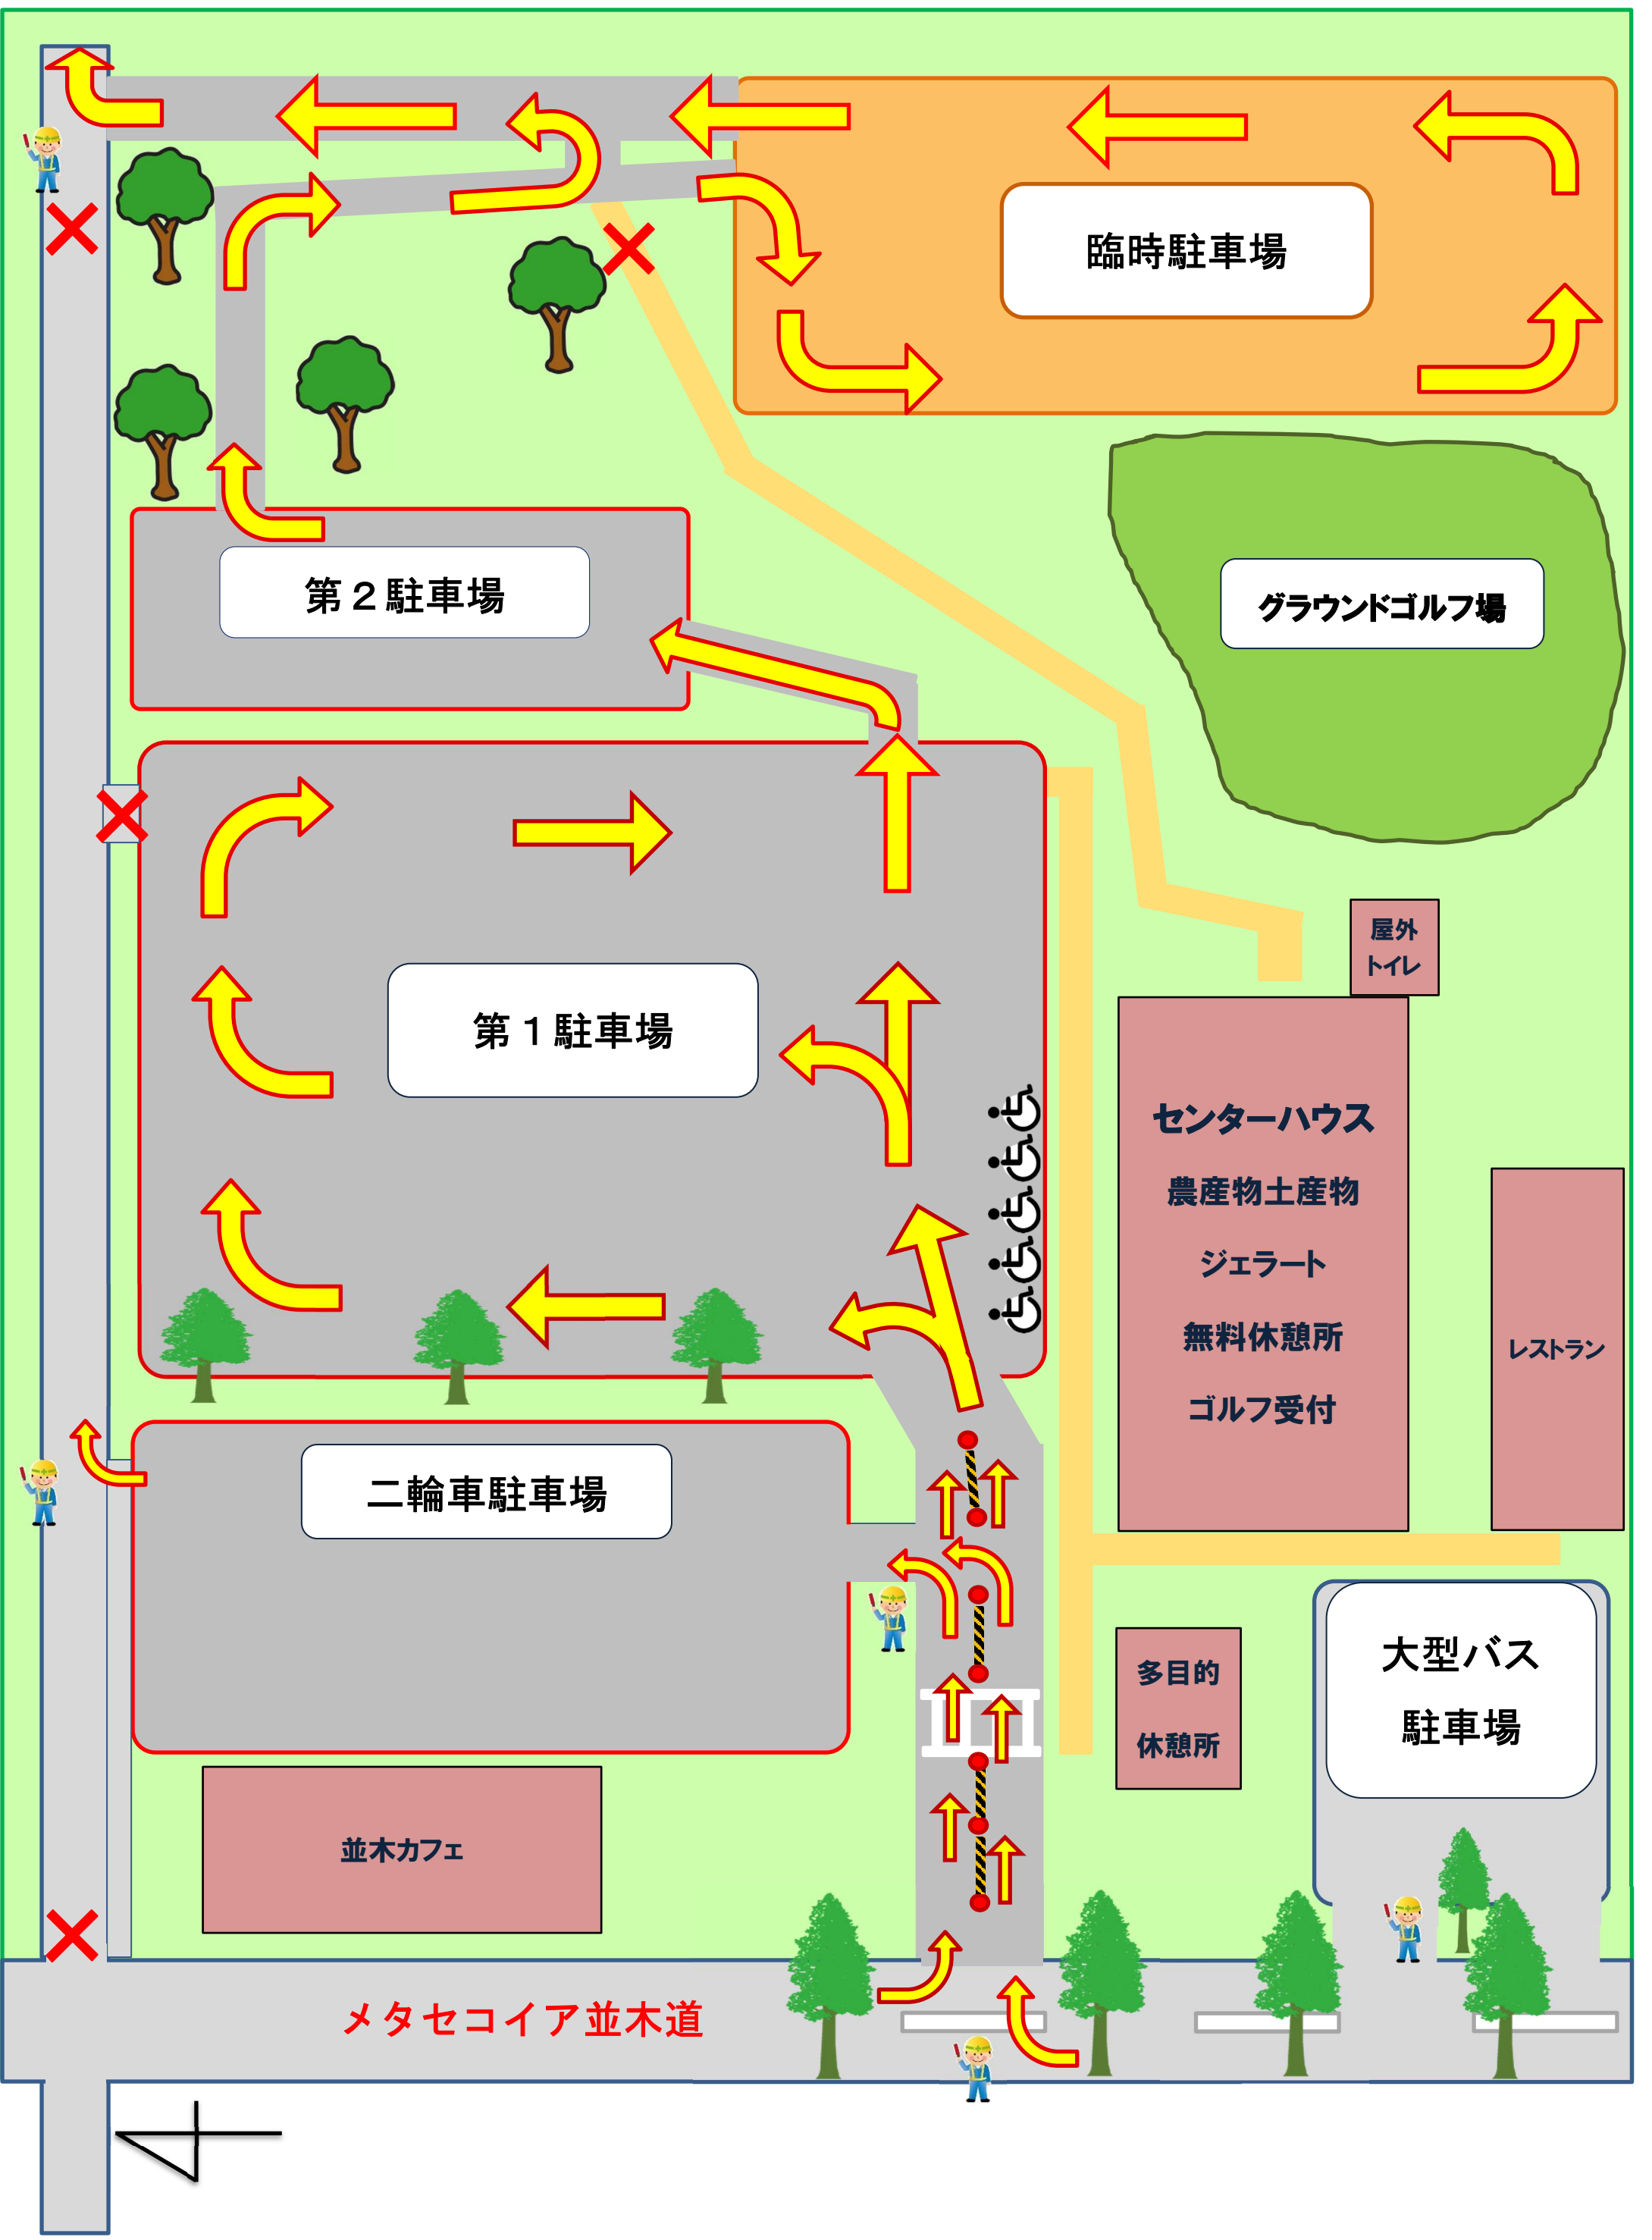 臨時駐車場
第２駐車場
グラウンドゴルフ場
屋外
トイレ
第１駐車場
センターハウス
農産物土産物
ジェラート
無料休憩所
ゴルフ受付
レストラン
二輪車駐車場
多目的
休憩所
大型バス
駐車場
並木カフェ
メタセコイア並木道